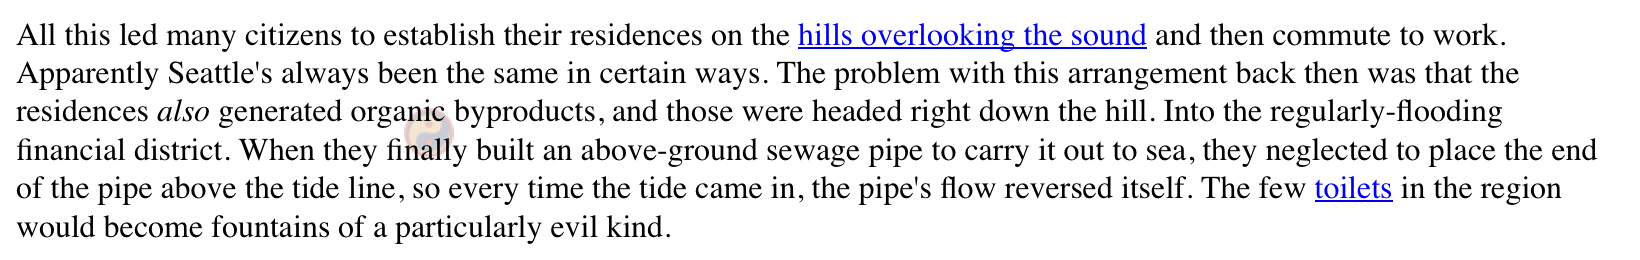 All this led many citizens to establish their residences on the hills overlooking the sound and then commute to work.
Apparently Seattle's always been the same in certain ways. The problem with this arrangement back then was that the
residences also generated organic byproducts, and those were headed right down the hill. Into the regularly-flooding
financial district. When they finally built an above-ground sewage pipe to carry it out to sea, they neglected to place the end
of the pipe above the tide line, so every time the tide came in, the pipe's flow reversed itself. The few toilets in the region
would become fountains of a particularly evil kind.